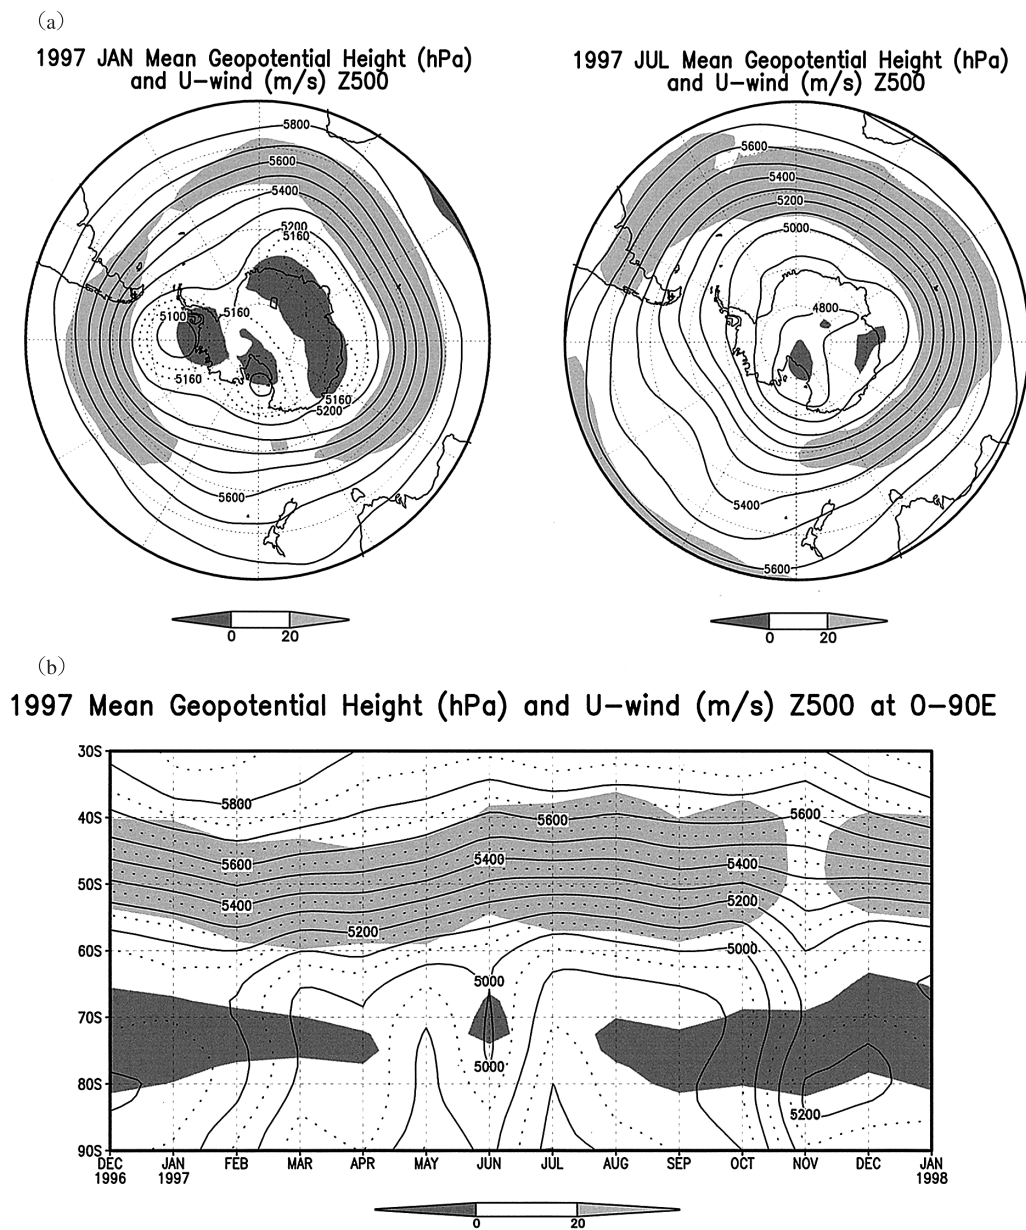 (a)
1997 JAN Mean Geopotential Height (hPa)
and U-wind (m/s) Z500
1997 JUL Mean Geopotential Height (hPa)
and U-wind (m/s) Z500
5800
5600
5400
5200
5160
5100
5160
5160
5160
5200
5600
0 20
5600
5400
5200
5000
4800
5400
5600
0 20
(b)
1997 Mean Geopotential Height (hPa) and U-wind (m/s) Z500 at 0-90E
30S
40S
50S
60S
70S
80S
90S
5800
5600
5600
5600
5400
5400
5400
5200
5200
5000
5000
5000
5200
DEC JAN FEB MAR APR MAY JUN JUL AUG SEP OCT NOV DEC JAN
1996 1997 1998
0 20